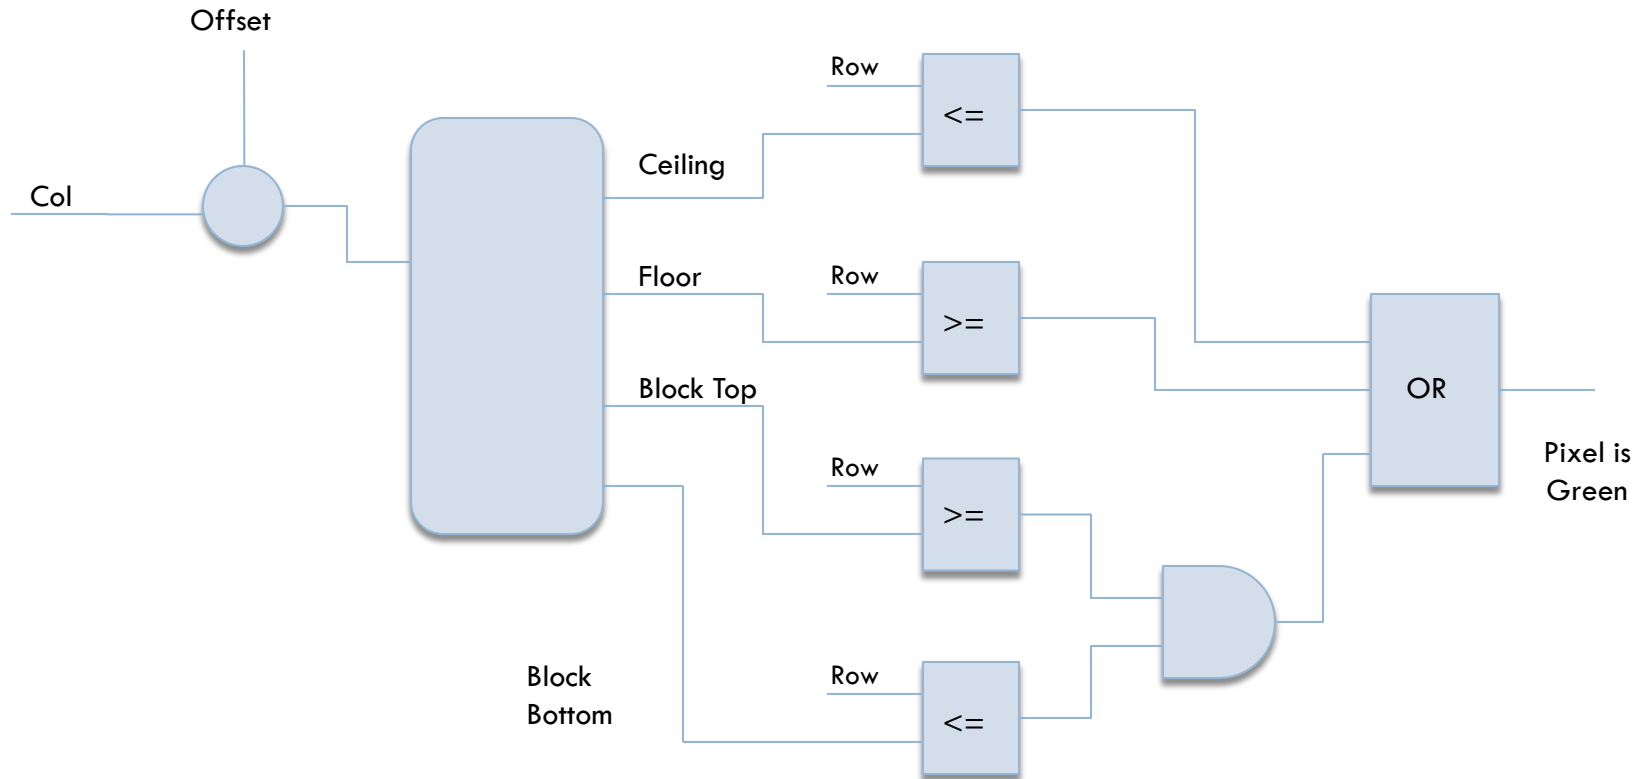 Offset
Col
Ceiling
Floor
Block Top
Block
Bottom
Row
<=
Row
>=
Row
>=
Row
<=
OR
Pixel is
Green